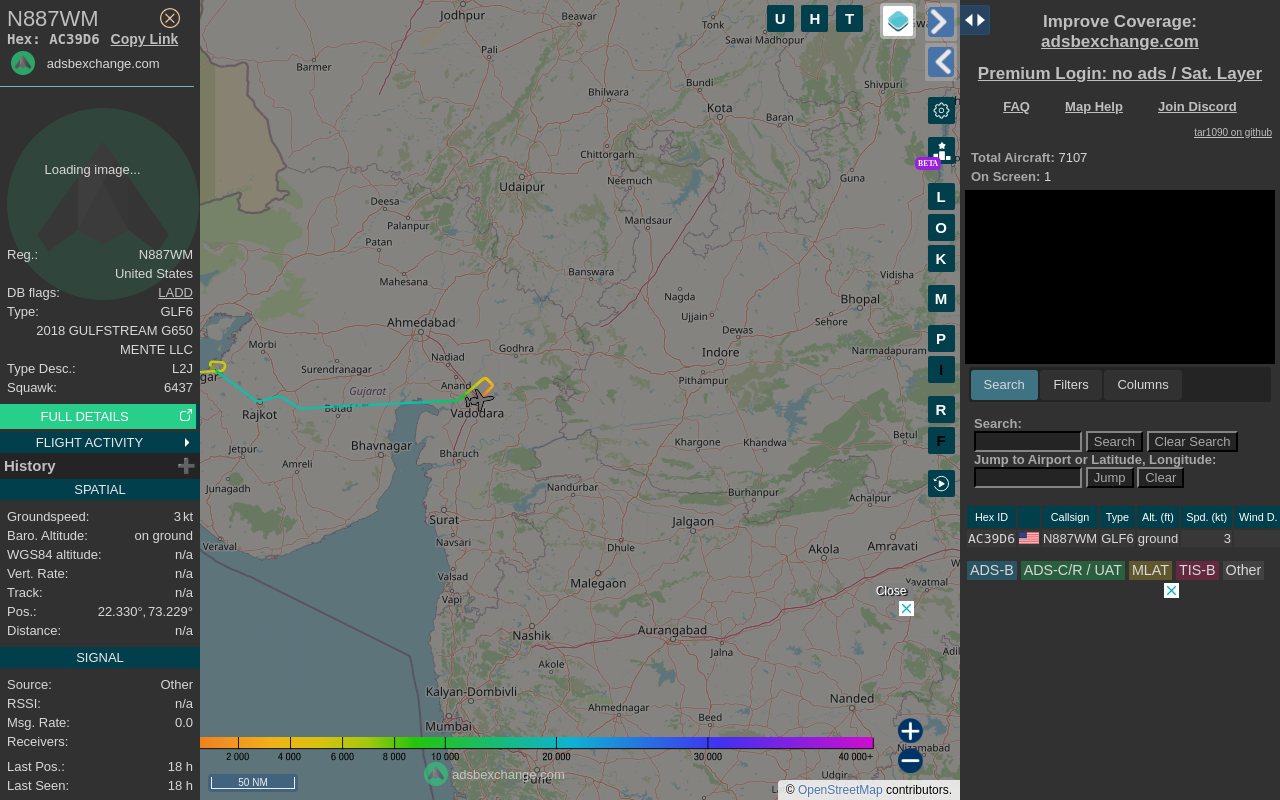 N887WM
Hex: AC39D6 Copy Link
adsbexchange.com
Loading image...
Reg.: N887WM
United States
DB flags: LADD
Type: GLF6
2018 GULFSTREAM G650
MENTE LLC
Type Desc.: L2J
Squawk: 6437
FULL DETAILS
FLIGHT ACTIVITY
History
SPATIAL
Groundspeed: 3 kt
Baro. Altitude: on ground
WGS84 altitude: n/a
Vert. Rate: n/a
Track: n/a
Pos.: 22.330°, 73.229°
Distance: n/a
SIGNAL
Source: Other
RSSI: n/a
Msg. Rate: 0.0
Receivers:
Last Pos.: 18 h
Last Seen: 18 h
Jodhpur
Beawar
Tonk
Sawai Madhopur
Pali
Barmer
Bundi
Shivpuri
Bhilwara
Kota
Baran
Chittorgarh
Neemuch
Guna
Udaipur
Deesa
Palanpur
Mandsaur
Patan
Banswara
Vidisha
Mahesana
Nagda
Bhopal
Ujjain
Sehore
Ahmedabad
Dewas
Morbi
Godhra
Indore
Narmadapuram
Nadiad
Surendranagar
gar
Anand
Pithampur
Gujarat
Botad
Rajkot
Vadodara
Betul
Bhavnagar
Khargone
Khandwa
Jetpur
Bharuch
Amreli
Junagadh
Nandurbar
Burhanpur
Achalpur
Surat
Jalgaon
Navsari
Veraval
Dhule
Akola
Amravati
Valsad
Malegaon
Yavatmal
Vapi
Nashik
Aurangabad
Jalna
Adil
Akole
Kalyan-Dombivli
Nanded
Ahmednagar
Beed
Mumbai
Nizamabad
Pune
Udgir
U H T
L
O
K
M
P
I
R
F
BETA
Close
2 000 4 000 6 000 8 000 10 000 20 000 30 000 40 000+
adsbexchange.com
50 NM
© OpenStreetMap contributors.
Improve Coverage:
adsbexchange.com
Premium Login: no ads / Sat. Layer
FAQ Map Help Join Discord
tar1090 on github
Total Aircraft: 7107
On Screen: 1
Search Filters Columns
Search:
Search Clear Search
Jump to Airport or Latitude, Longitude:
Jump Clear
Hex ID Callsign Type Alt. (ft) Spd. (kt) Wind D.
AC39D6 N887WM GLF6 ground 3
ADS-B ADS-C/R / UAT MLAT TIS-B Other